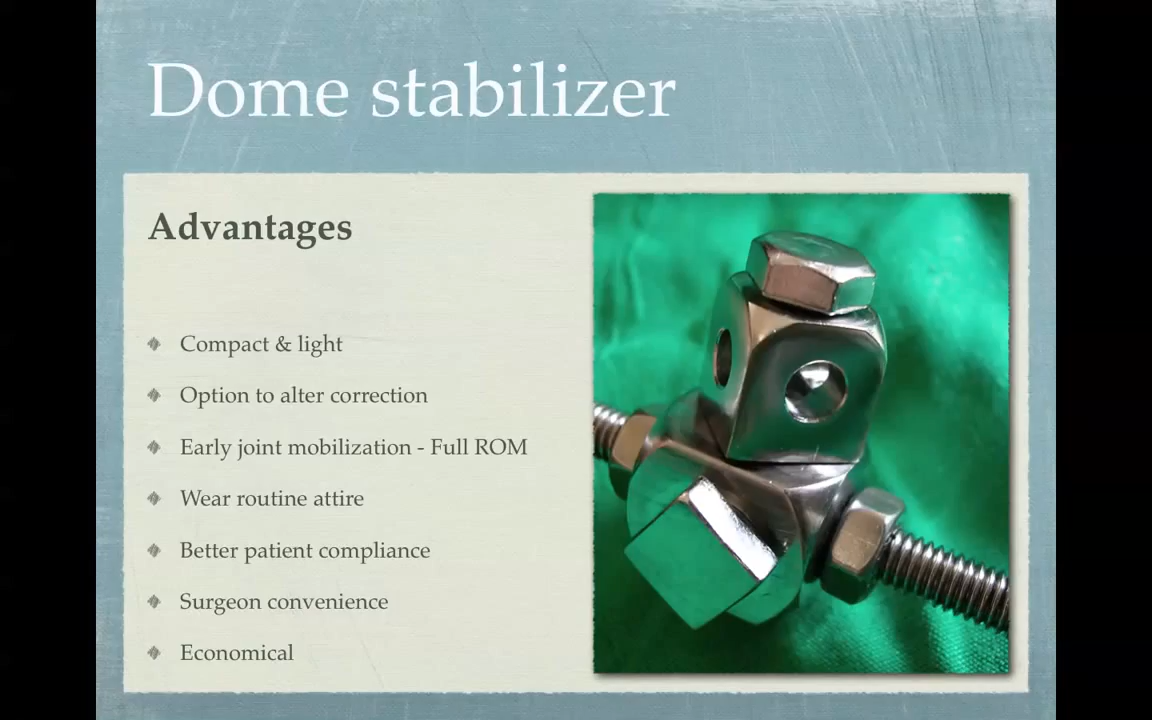 Dome stabilizer
Advantages
Compact & light
Option to alter correction
Early joint mobilization - Full ROM
Wear routine attire
Better patient compliance
Surgeon convenience
Economical